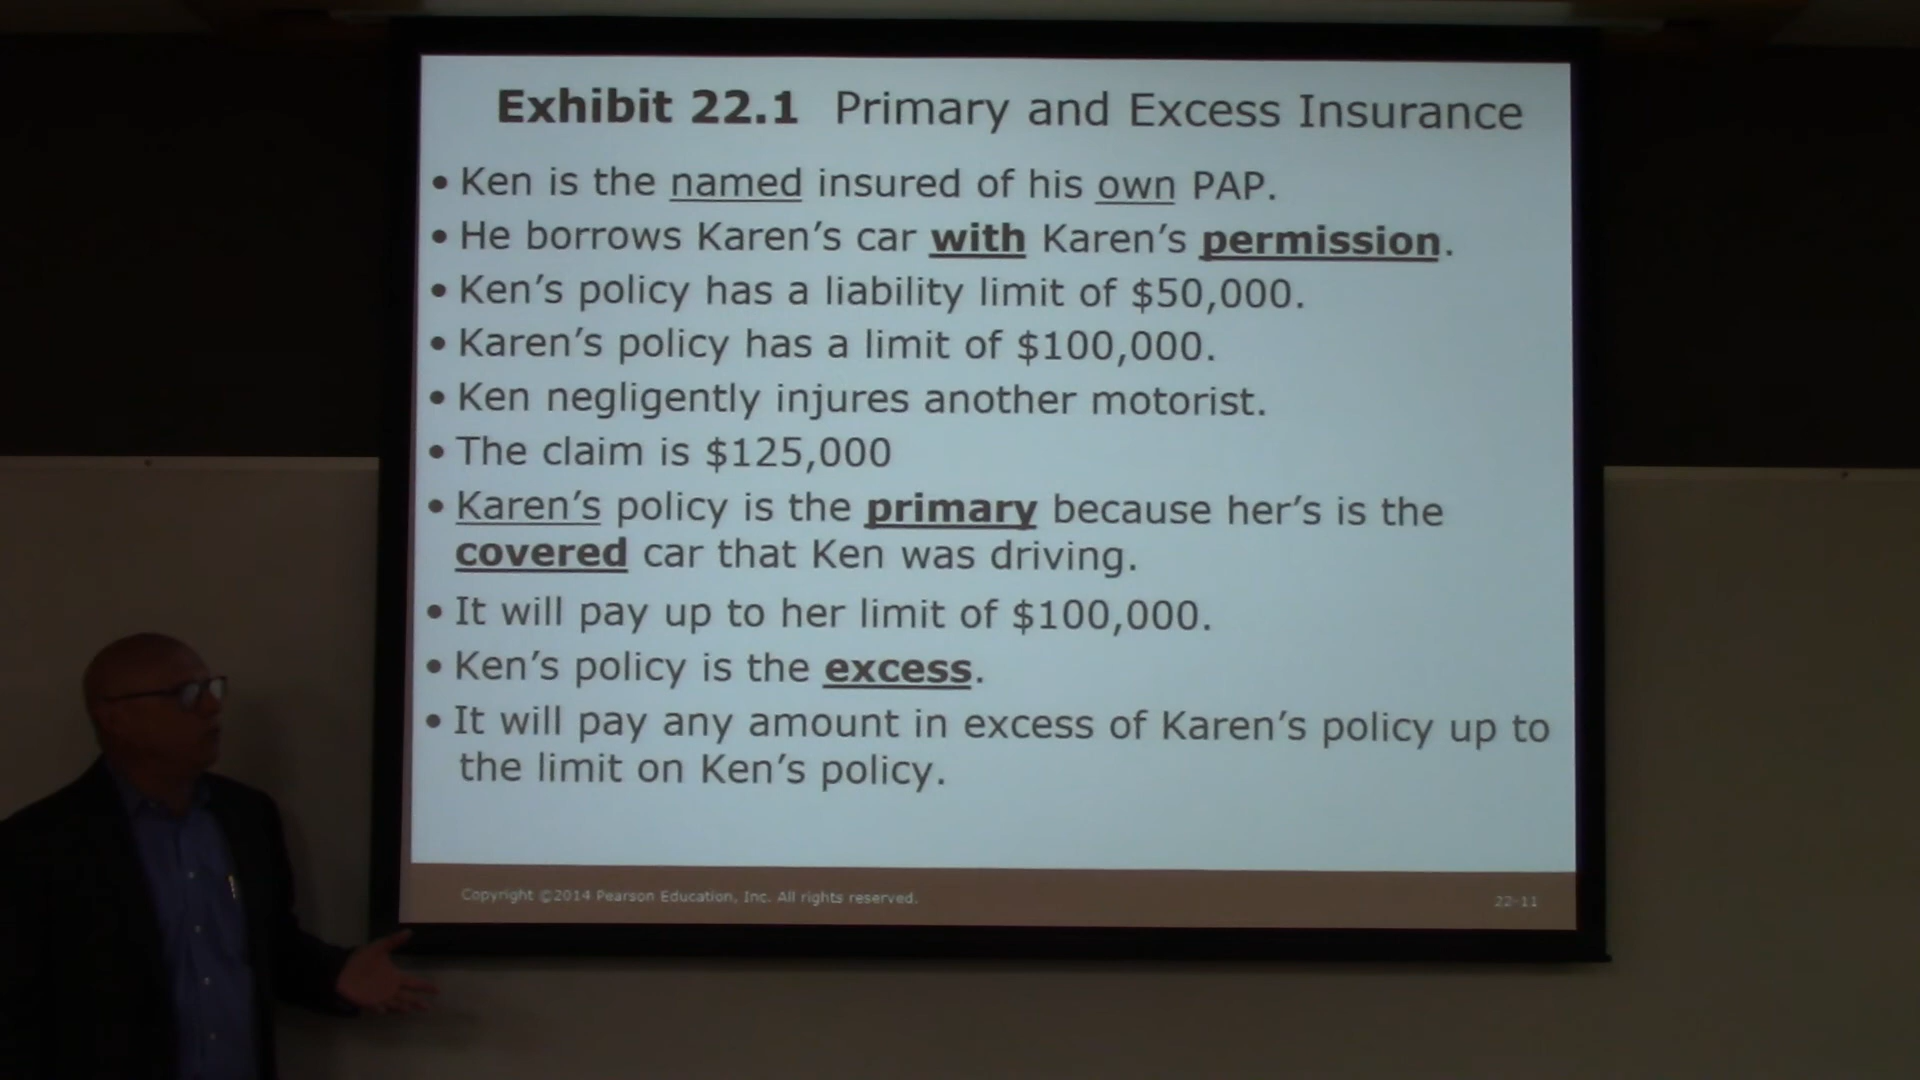 Exhibit 22.1 Primary and Excess Insurance
• Ken is the named insured of his own PAP.
• He borrows Karen's car with Karen's permission.
• Ken's policy has a liability limit of $50,000.
• Karen's policy has a limit of $100,000.
• Ken negligently injures another motorist.
• The claim is $125,000
• Karen's policy is the primary because her's is the
covered car that Ken was driving.
• It will pay up to her limit of $100,000.
• Ken's policy is the excess.
• It will pay any amount in excess of Karen's policy up to
the limit on Ken's policy.
Copyright ©2014 Pearson Education, Inc. All rights reserved.
22-11